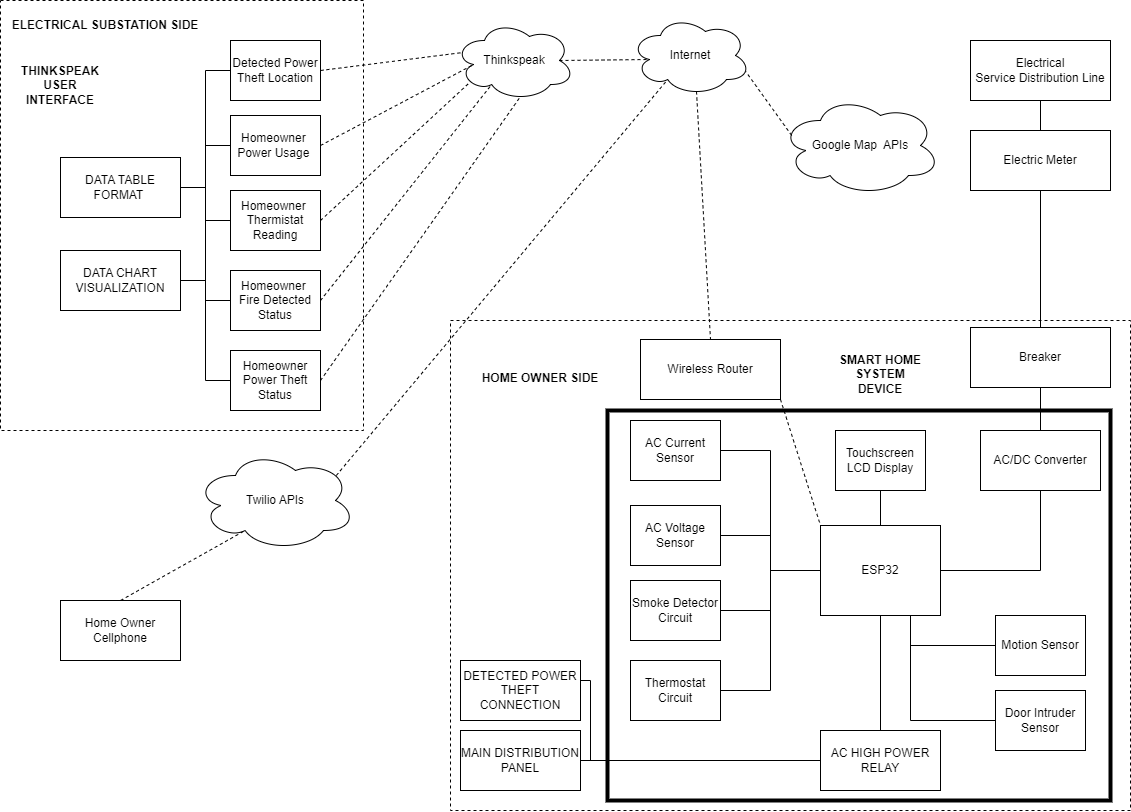 ELECTRICAL SUBSTATION SIDE
THINKSPEAK
USER
INTERFACE
Detected Power
Theft Location
Homeowner
Power Usage
DATA TABLE
FORMAT
Homeowner
Thermistat
Reading
DATA CHART
VISUALIZATION
Homeowner
Fire Detected
Status
Homeowner
Power Theft
Status
Thinkspeak
Internet
Google Map  APIs
Electrical
Service Distribution Line
Electric Meter
Breaker
HOME OWNER SIDE
Wireless Router
SMART HOME
SYSTEM
DEVICE
AC Current
Sensor
Touchscreen
LCD Display
AC/DC Converter
AC Voltage
Sensor
ESP32
Smoke Detector
Circuit
Motion Sensor
Thermostat
Circuit
Door Intruder
Sensor
DETECTED POWER
THEFT
CONNECTION
MAIN DISTRIBUTION
PANEL
AC HIGH POWER
RELAY
Twilio APIs
Home Owner
Cellphone